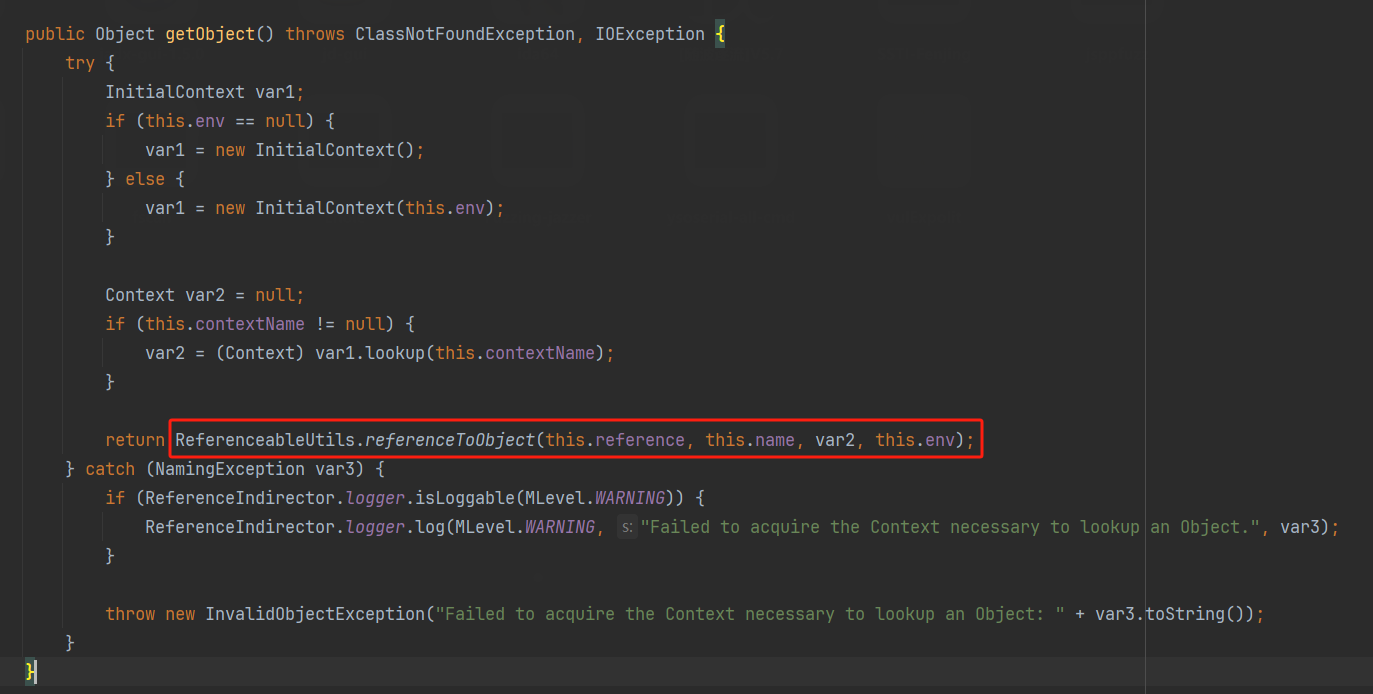 public Object getObject() throws ClassNotFoundException, IOException {
try {
InitialContext var1;
if (this.env == null) {
var1 = new InitialContext();
} else {
var1 = new InitialContext(this.env);
}
Context var2 = null;
if (this.contextName != null) {
var2 = (Context) var1.lookup(this.contextName);
}
return ReferenceableUtils.referenceToObject(this.reference, this.name, var2, this.env);
} catch (NamingException var3) {
if (ReferenceIndirector.logger.isLoggable(MLevel.WARNING)) {
ReferenceIndirector.logger.log(MLevel.WARNING, s: "Failed to acquire the Context necessary to lookup an Object.", var3);
}
throw new InvalidObjectException("Failed to acquire the Context necessary to lookup an Object: " + var3.toString());
}
}